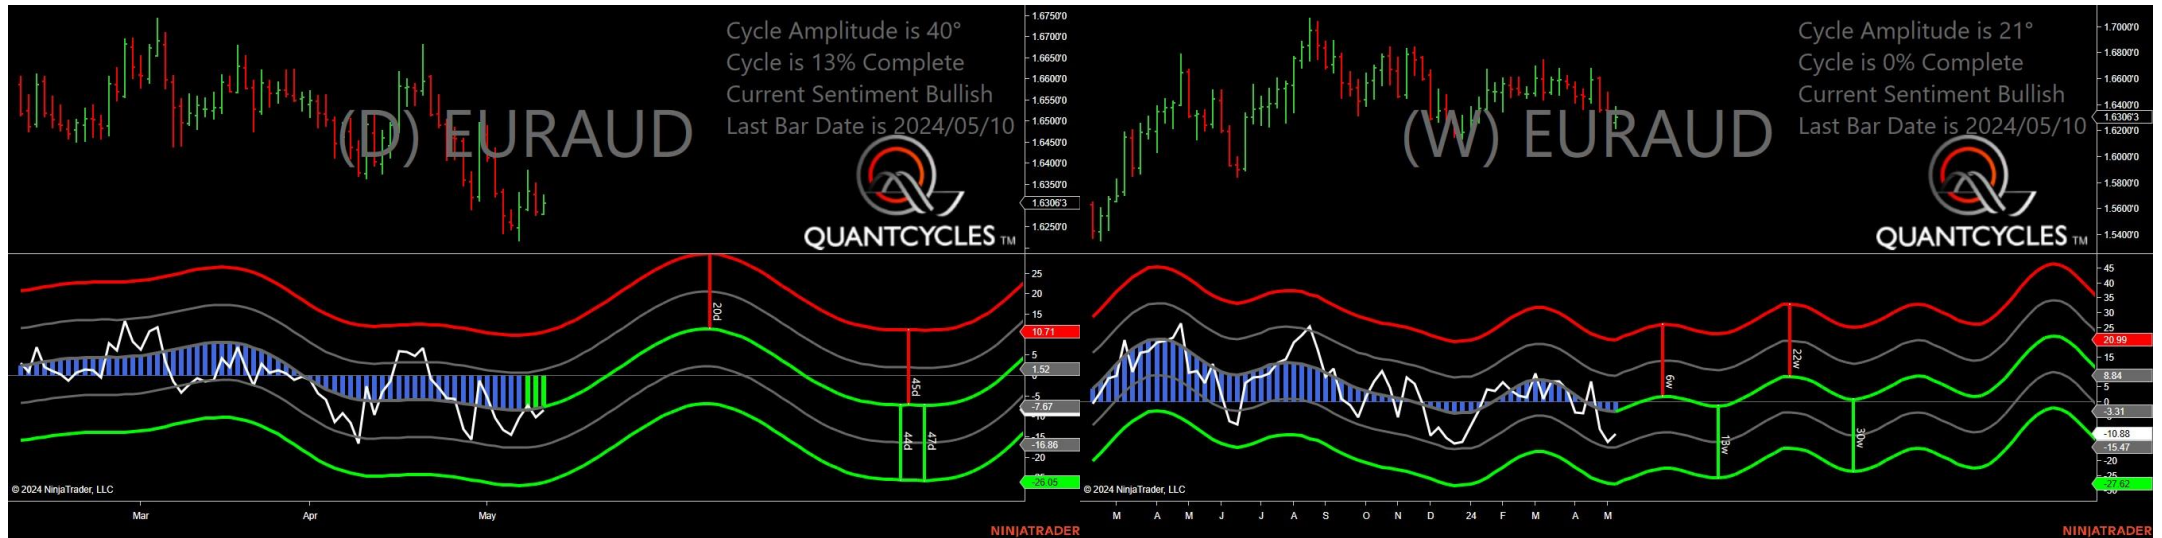 Cycle Amplitude is 40°
Cycle is 13% Complete
Current Sentiment Bullish
Last Bar Date is 2024/05/10
(D) EURAUD
QUANTCYCLES TM
1.6750'0
1.6700'0
1.6650'0
1.6600'0
1.6550'0
1.6500'0
1.6450'0
1.6400'0
1.6350'0
1.6306'3
1.6250'0
25
20
15
10.71
5
1.52
0
-5
-7.67
-15
-16.86
-20
-26.05
20d
45d
44d
47d
© 2024 NinjaTrader, LLC
Mar Apr May
NINJATRADER
Cycle Amplitude is 21°
Cycle is 0% Complete
Current Sentiment Bullish
Last Bar Date is 2024/05/10
(W) EURAUD
QUANTCYCLES TM
1.7000'0
1.6800'0
1.6600'0
1.6400'0
1.6306'3
1.6200'0
1.6000'0
1.5800'0
1.5600'0
1.5400'0
45
35
30
25
20.99
15
8.84
5
0
-3.31
-10.88
-15.47
-20
-25
-27.62
6w
22w
13w
30w
© 2024 NinjaTrader, LLC
M A M J J A S O N D 24 F M A M
NINJATRADER